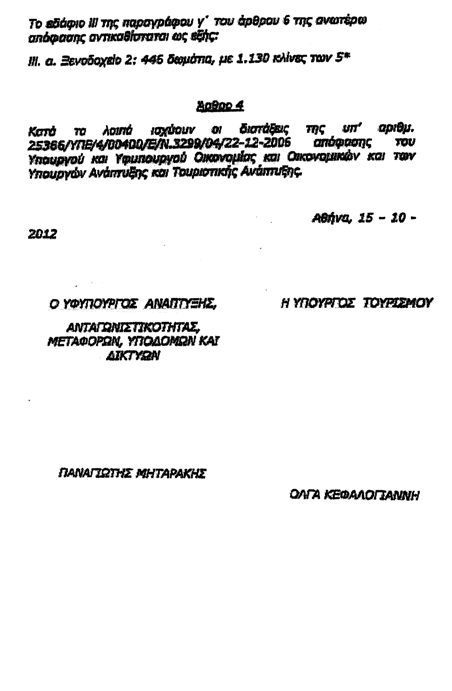 Το εδάφιο III της παραγράφου γ΄ του άρθρου 6 της ανωτέρω
απόφασης αντικαθίσταται ως εξής:
III. α. Ξενοδοχείο 2: 446 δωμάτια, με 1.130 κλίνες των 5*
Άρθρο 4
Κατά τα λοιπά ισχύουν οι διατάξεις της υπ' αριθμ.
25366/ΥΠΕ/4/00400/Ε/Ν.3299/04/22-12-2006 απόφασης του
Υπουργού και Υφυπουργού Οικονομίας και Οικονομικών και των
Υπουργών Ανάπτυξης και Τουριστικής Ανάπτυξης.
Αθήνα, 15 – 10 -
2012
Ο ΥΦΥΠΟΥΡΓΟΣ ΑΝΑΠΤΥΞΗΣ,
Η ΥΠΟΥΡΓΟΣ ΤΟΥΡΙΣΜΟΥ
ΑΝΤΑΓΩΝΙΣΤΙΚΟΤΗΤΑΣ,
ΜΕΤΑΦΟΡΩΝ, ΥΠΟΔΟΜΩΝ ΚΑΙ
ΔΙΚΤΥΩΝ
ΠΑΝΑΓΙΩΤΗΣ ΜΗΤΑΡΑΚΗΣ
ΟΛΓΑ ΚΕΦΑΛΟΓΙΑΝΝΗ